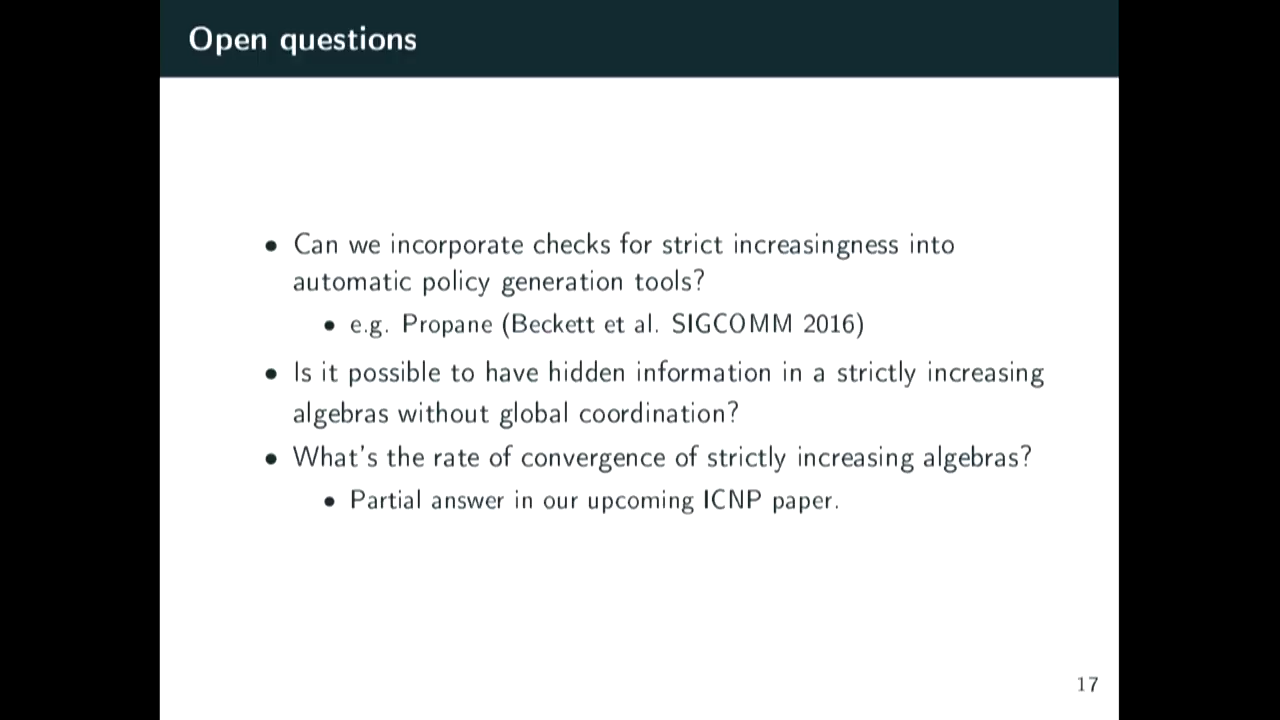 Open questions
• Can we incorporate checks for strict increasingness into
automatic policy generation tools?
• e.g. Propane (Beckett et al. SIGCOMM 2016)
• Is it possible to have hidden information in a strictly increasing
algebras without global coordination?
• What's the rate of convergence of strictly increasing algebras?
• Partial answer in our upcoming ICNP paper.
17